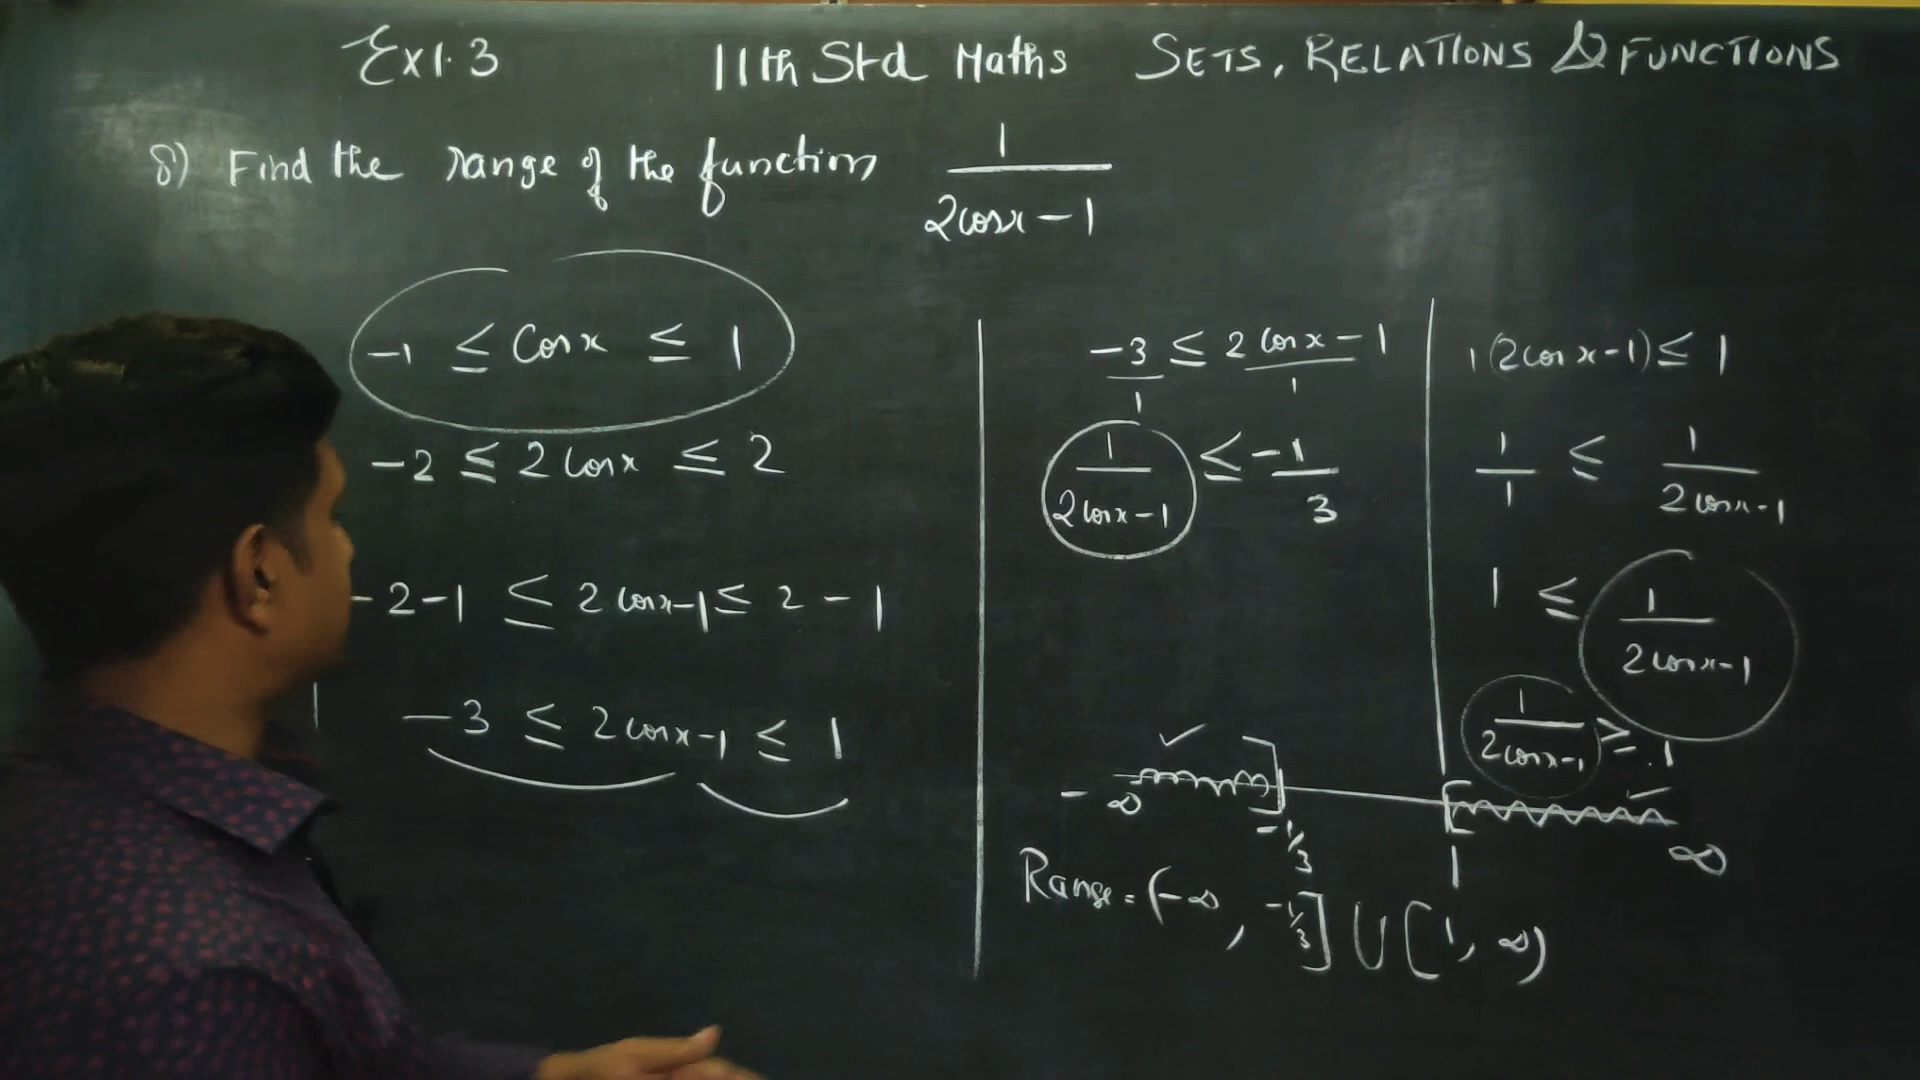 Ex 1.3 11th Std Maths SETS, RELATIONS & FUNCTIONS
8) Find the range of the function 1/(2cosx-1)
-1 ≤ Cosx ≤ 1
-2 ≤ 2cosx ≤ 2
-2-1 ≤ 2cosx-1 ≤ 2-1
1 -3 ≤ 2cosx-1 ≤ 1
-3/1 ≤ (2cosx-1)/1
1/(2cosx-1) ≤ -1/3
1(2cosx-1) ≤ 1
1/1 ≤ 1/(2cosx-1)
1 ≤ 1/(2cosx-1)
1/(2cosx-1) ≥ 1
-∞ -1/3 1 ∞
Range = (-∞, -1/3] ∪ [1, ∞)